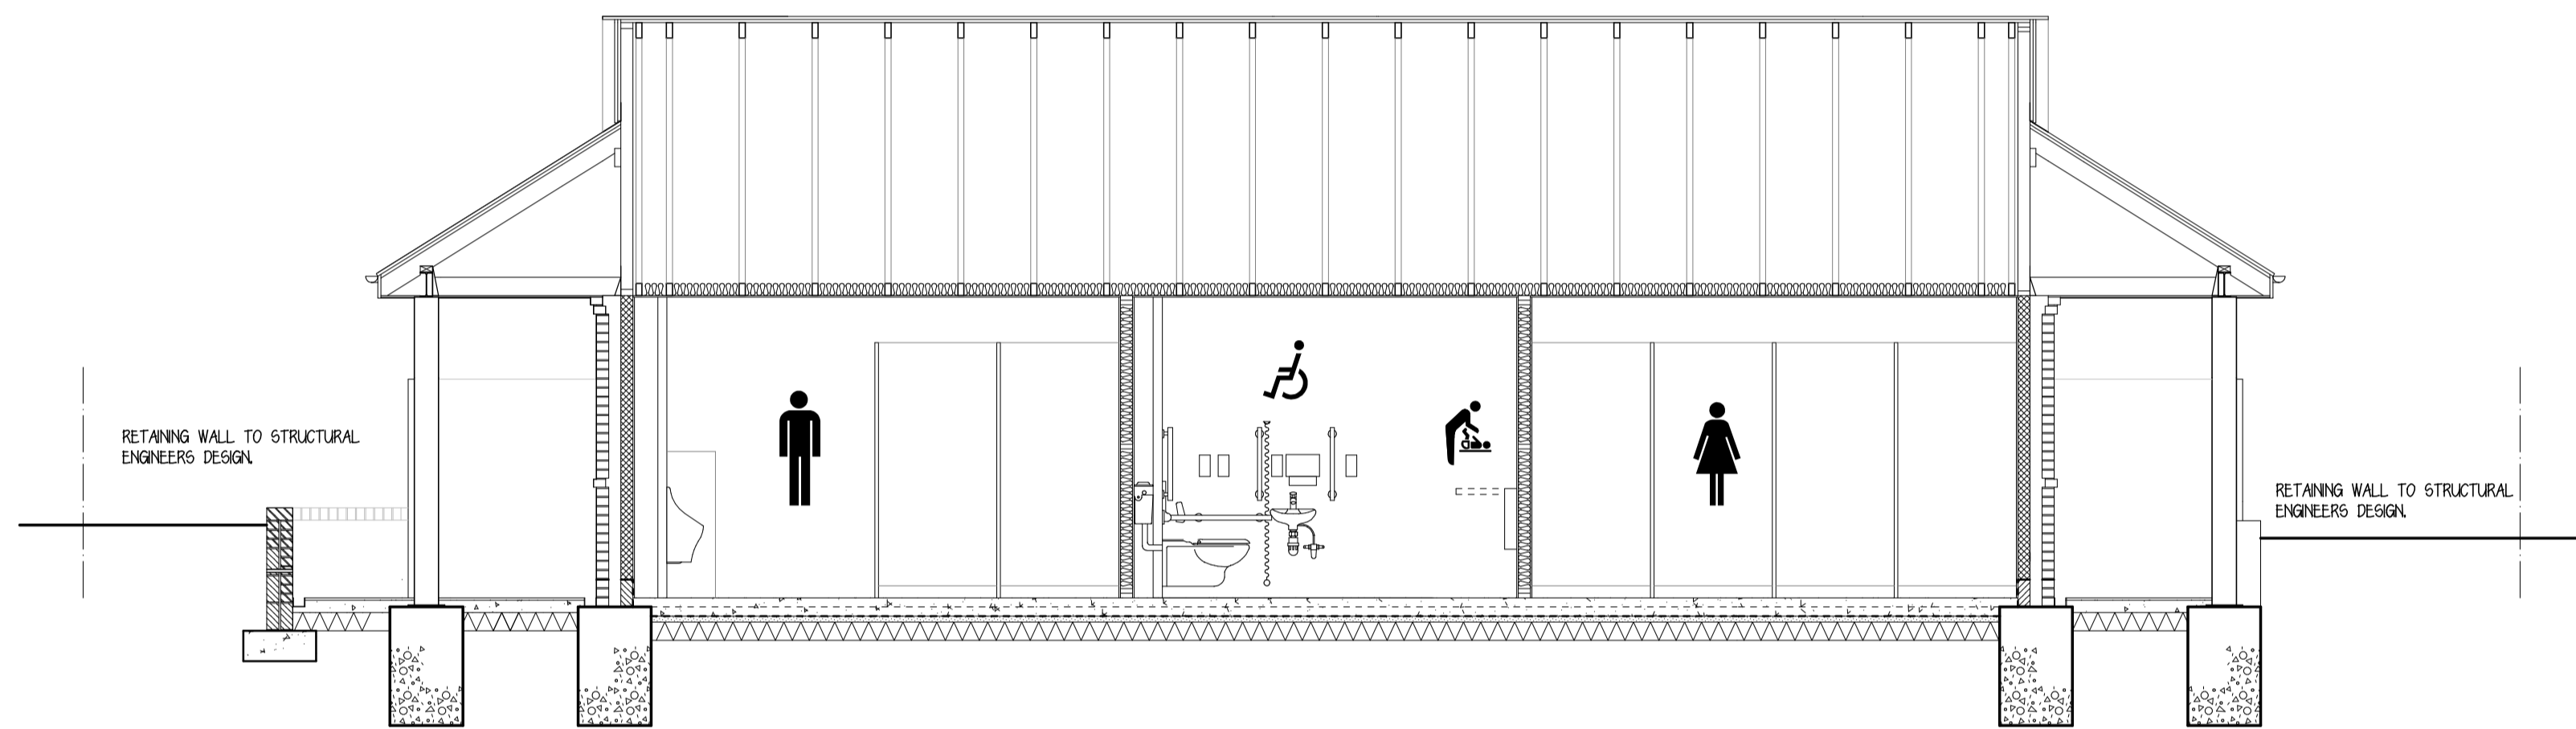 RETAINING WALL TO STRUCTURAL
ENGINEERS DESIGN.
RETAINING WALL TO STRUCTURAL
ENGINEERS DESIGN.